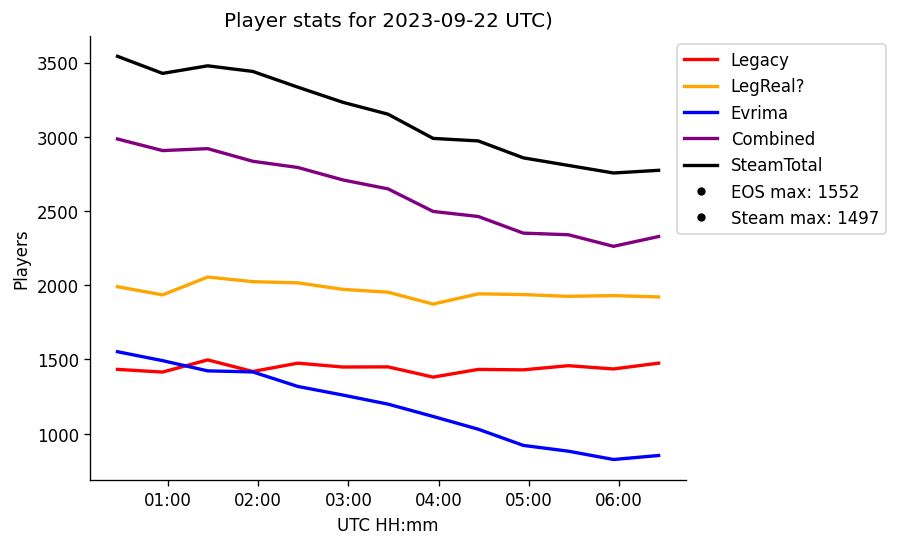 Player stats for 2023-09-22 UTC)
Legacy
LegReal?
Evrima
Combined
SteamTotal
EOS max: 1552
Steam max: 1497
Players
3500
3000
2500
2000
1500
1000
01:00 02:00 03:00 04:00 05:00 06:00
UTC HH:mm